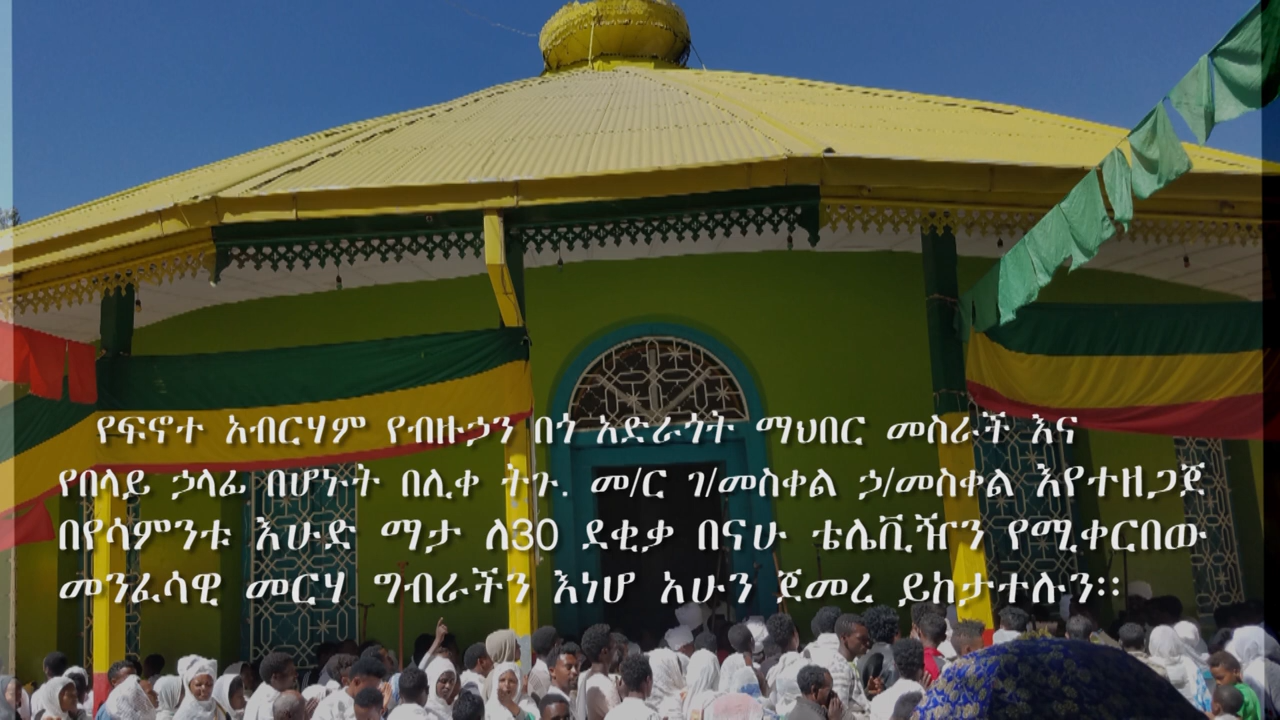 የፍኖተ አብርሃም የብዙኃን በጎ አድራጎት ማህበር መስራች እና
የበላይ ኃላፊ በሆኑት በሊቀ ትጉ. መ/ር ገ/መስቀል ኃ/መስቀል እየተዘጋጀ
በየሳምንቱ እሁድ ማታ ለ30 ደቂቃ በናሁ ቴሌቪዥን የሚቀርበው
መንፈሳዊ መርሃ ግብራችን እነሆ አሁን ጀመረ ይከታተሉን፡፡